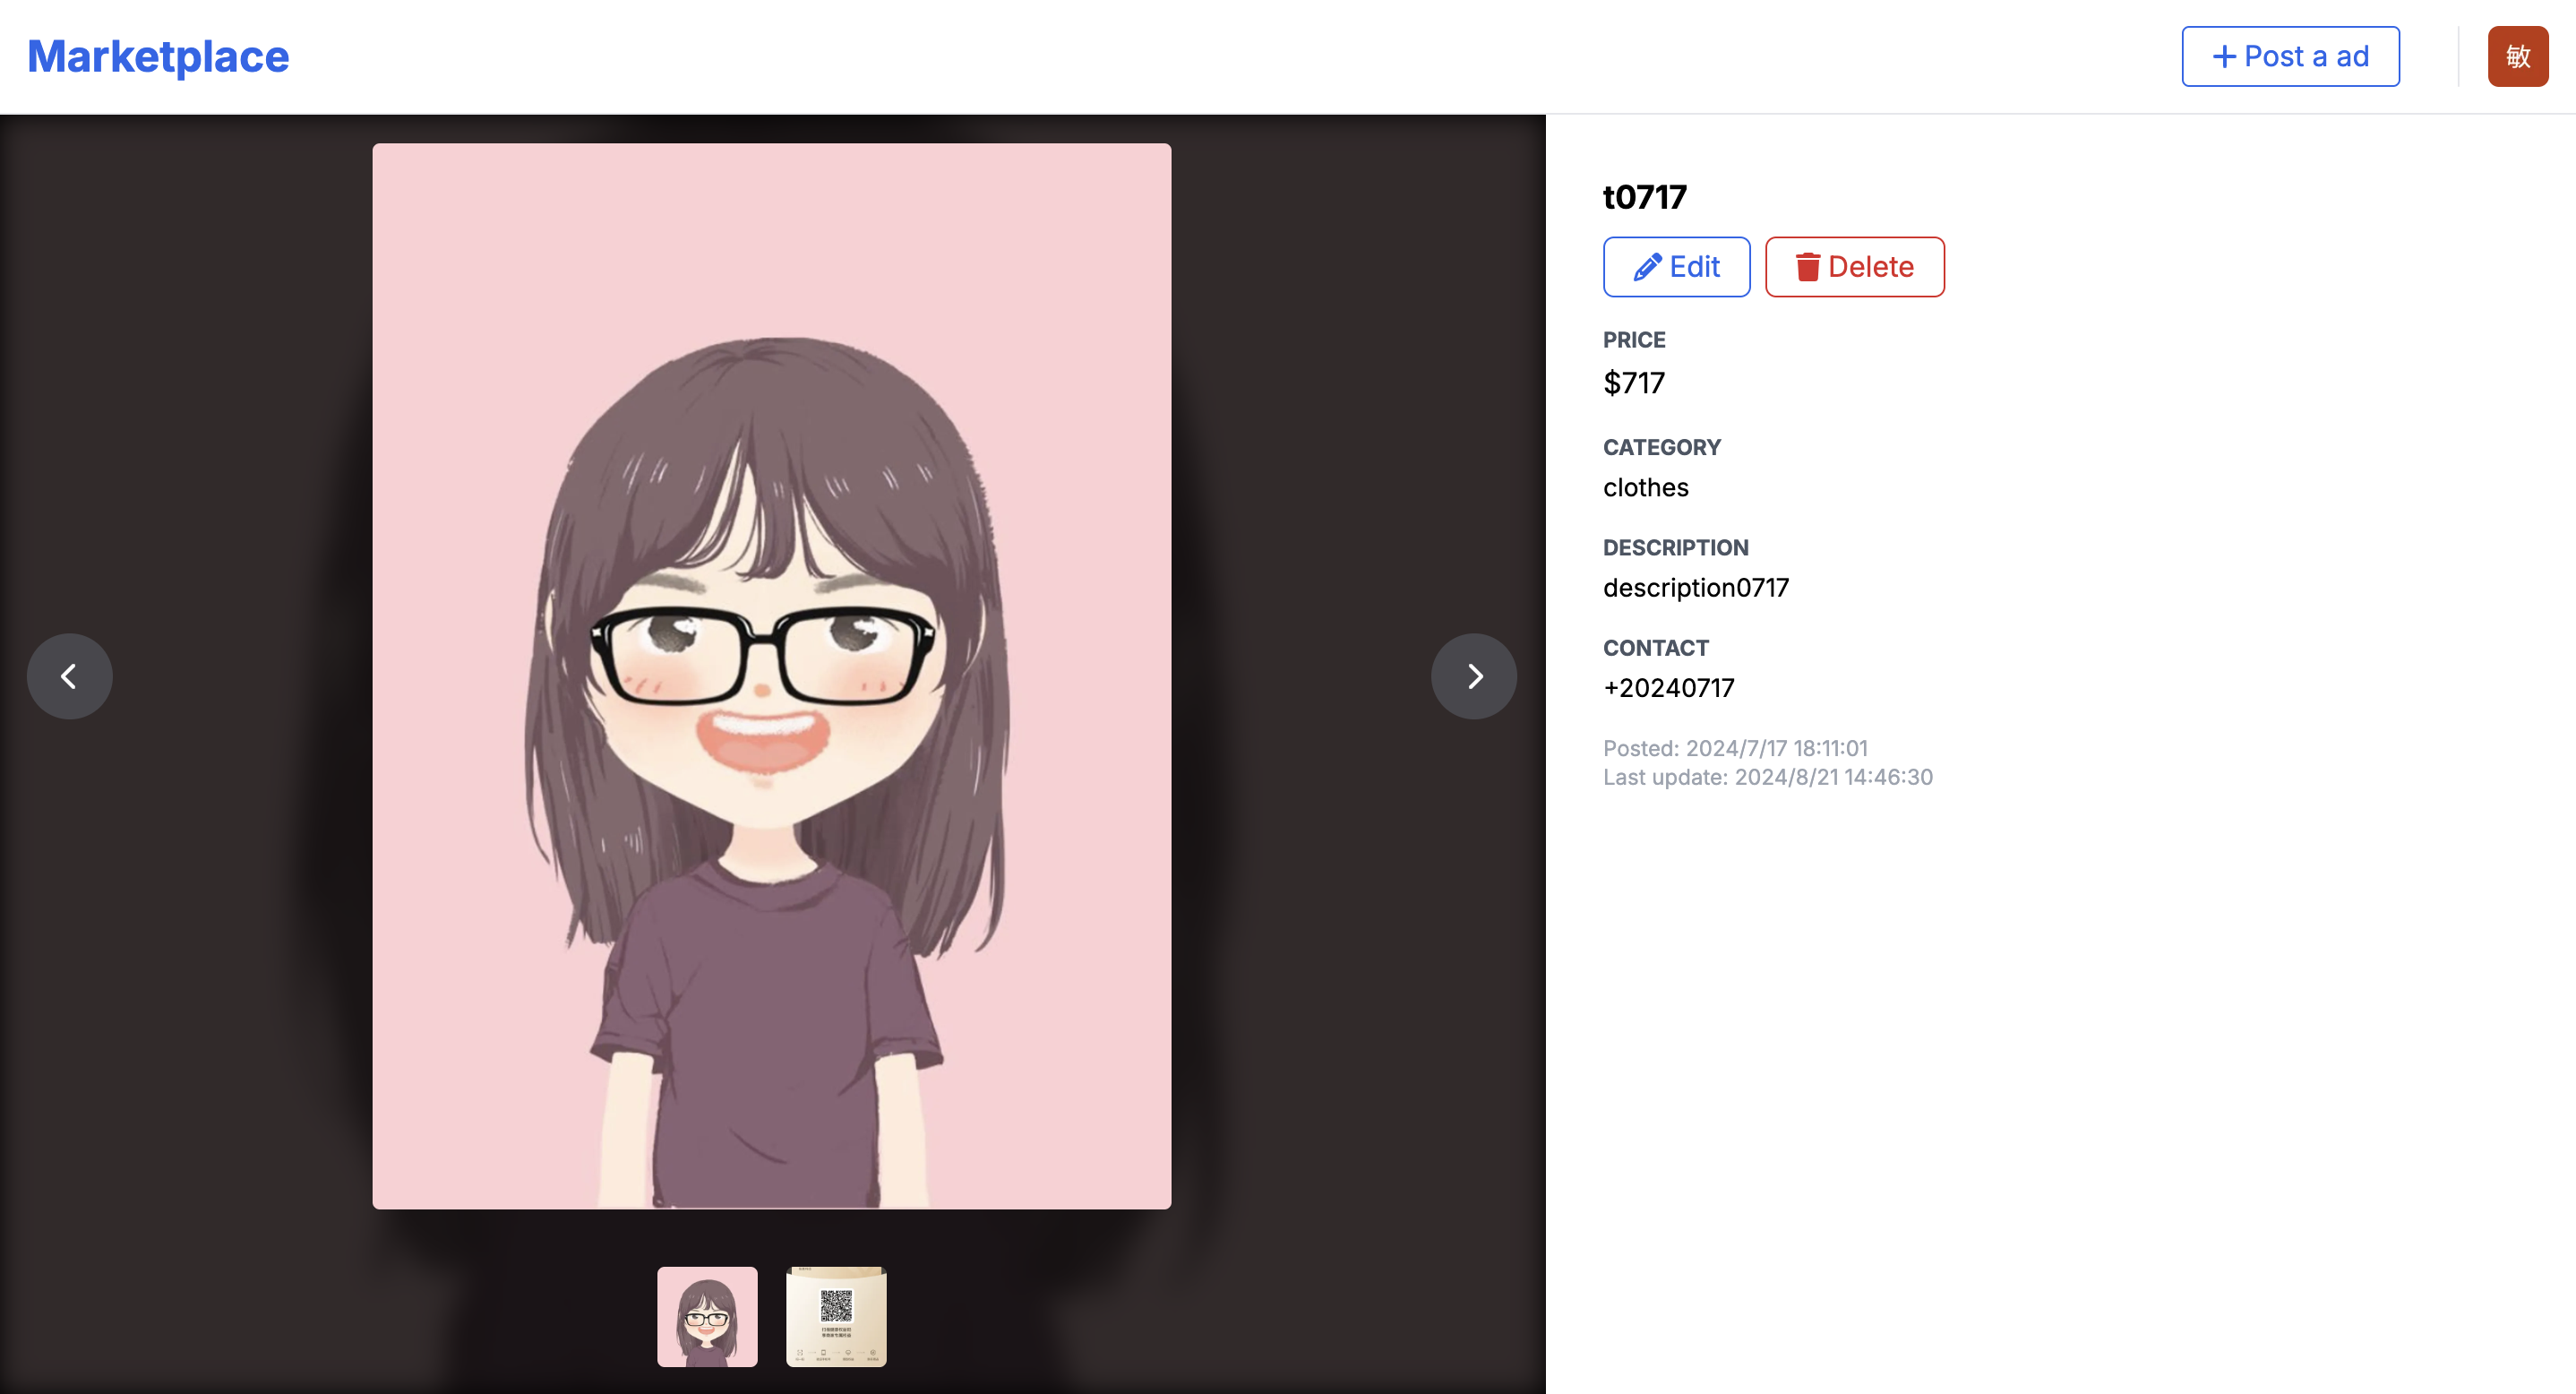 Marketplace
Post a ad
敏
t0717
Edit
Delete
PRICE
$717
CATEGORY
clothes
DESCRIPTION
description0717
CONTACT
+20240717
Posted: 2024/7/17 18:11:01
Last update: 2024/8/21 14:46:30